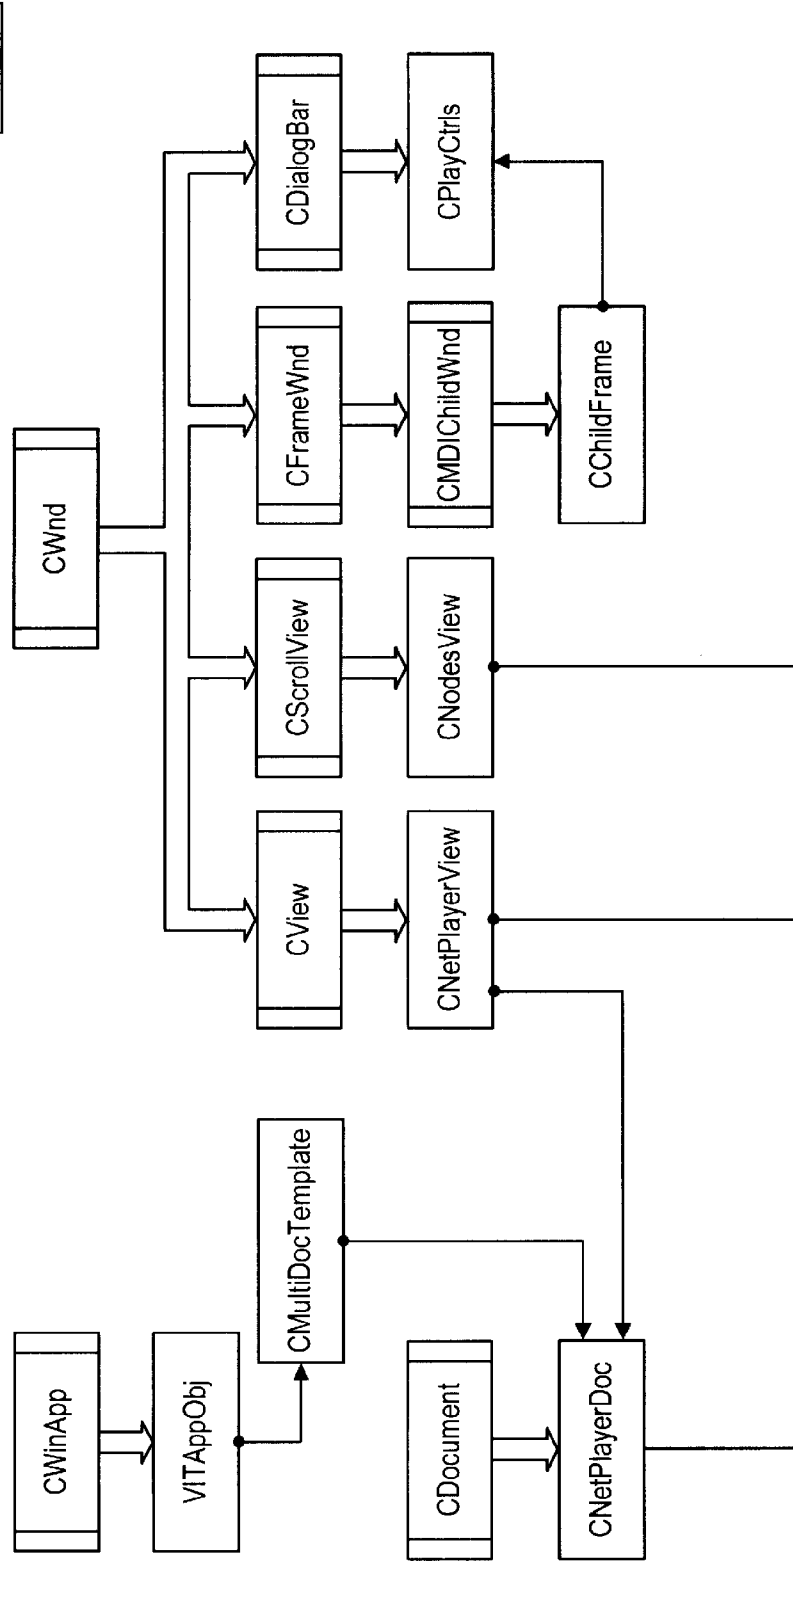 CWinApp
VITAppObj
CMultiDocTemplate
CDocument
CNetPlayerDoc
CWnd
CView
CNetPlayerView
CScrollView
CNodesView
CFrameWnd
CMDIChildWnd
CChildFrame
CDialogBar
CPlayCtrls